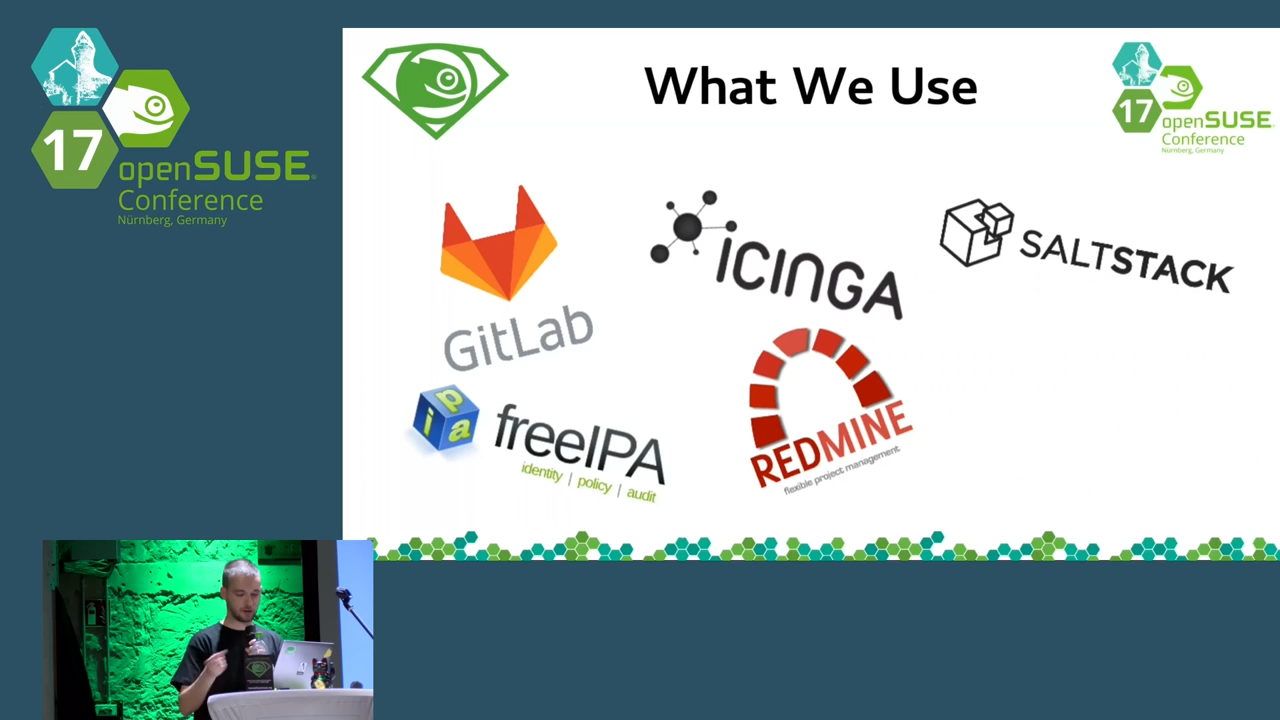 17
openSUSE
Conference
Nürnberg, Germany
What We Use
17
openSUSE
Conference
Nürnberg, Germany
GitLab
ICINGA
SALTSTACK
p
i
a
freeIPA
identity | policy | audit
REDMINE
flexible project management